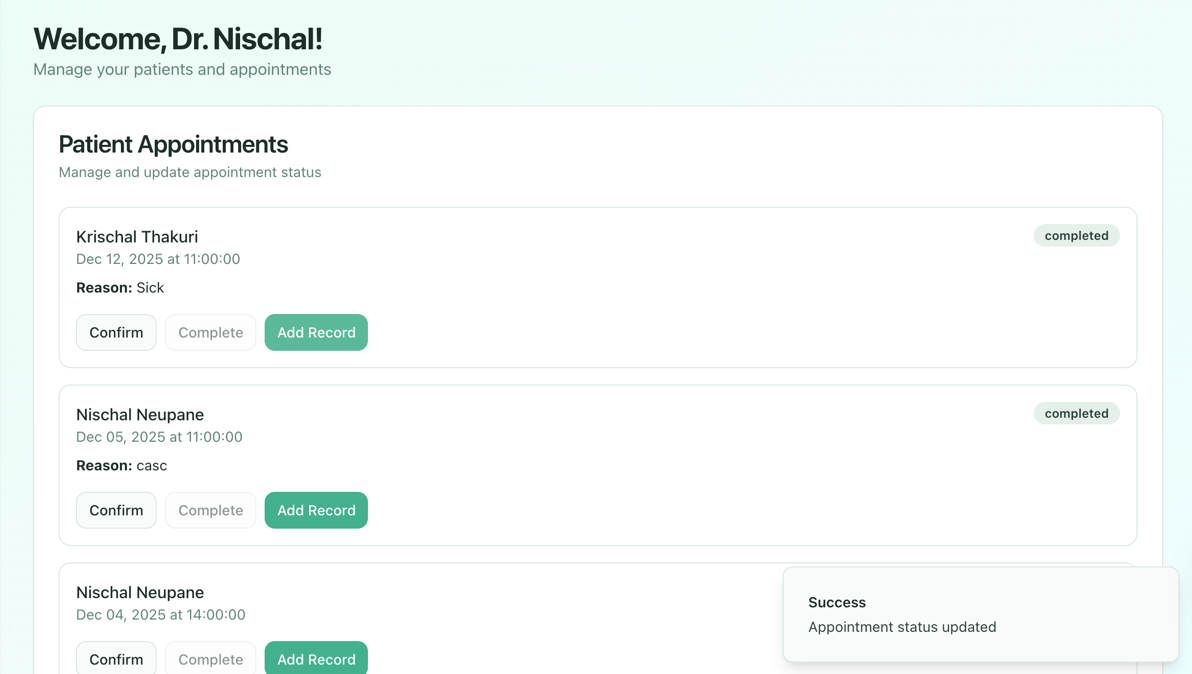 Welcome, Dr. Nischal!
Manage your patients and appointments
Patient Appointments
Manage and update appointment status
Krischal Thakuri
completed
Dec 12, 2025 at 11:00:00
Reason: Sick
Confirm Complete Add Record
Nischal Neupane
completed
Dec 05, 2025 at 11:00:00
Reason: casc
Confirm Complete Add Record
Nischal Neupane
Dec 04, 2025 at 14:00:00
Confirm Complete Add Record
Success
Appointment status updated